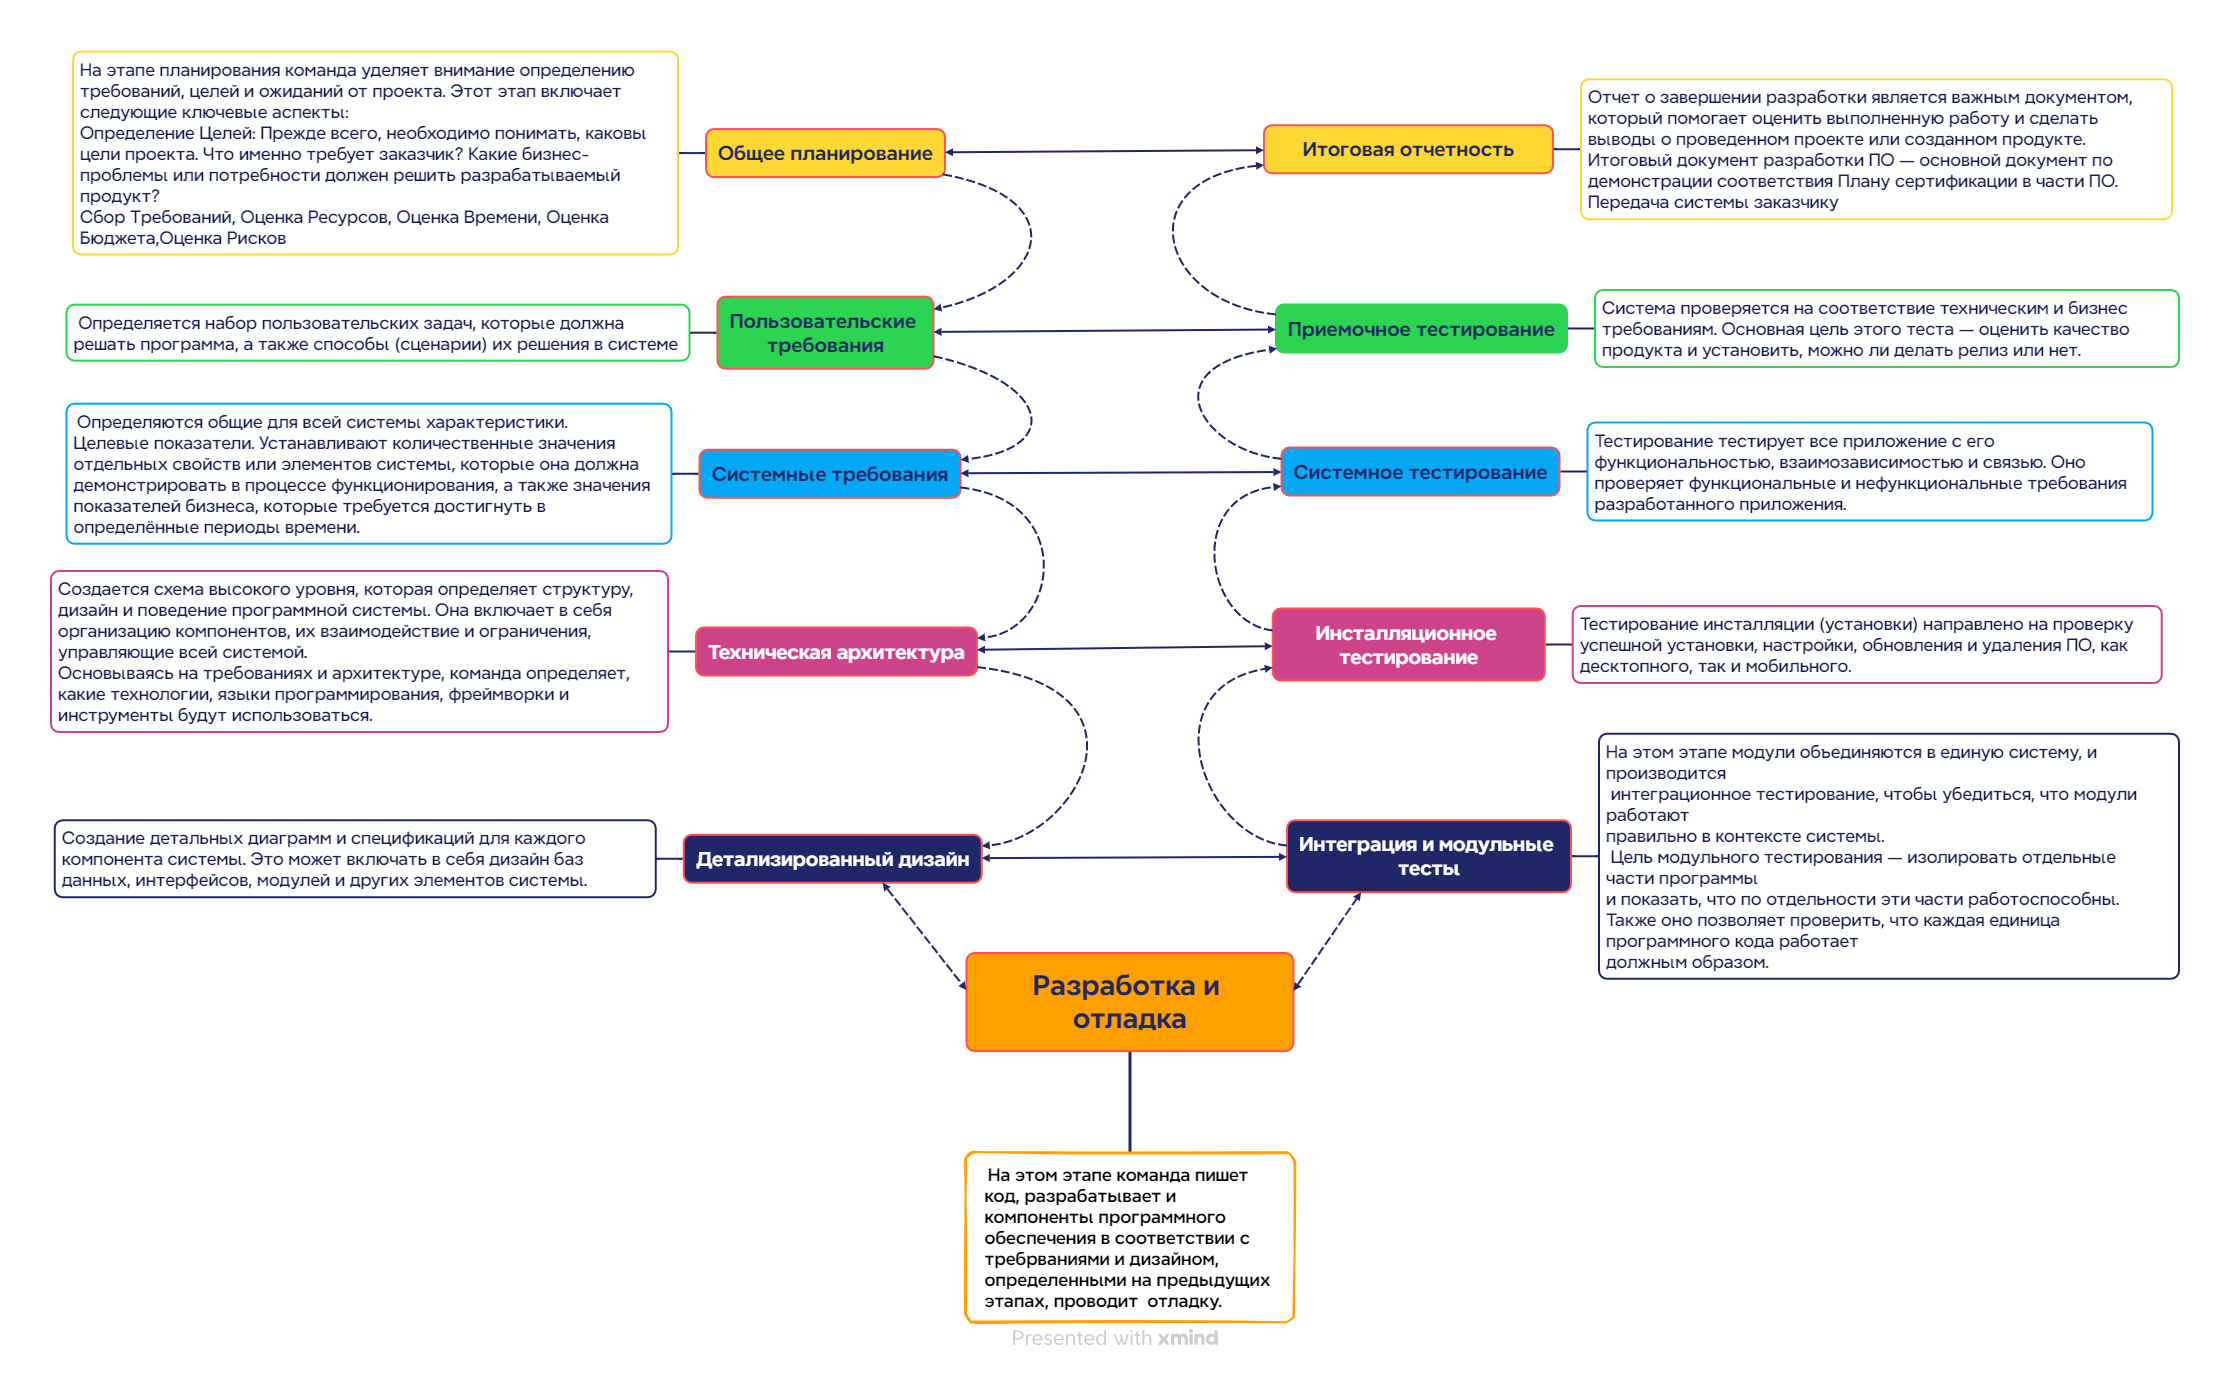 На этапе планирования команда уделяет внимание определению
требований, целей и ожиданий от проекта. Этот этап включает
следующие ключевые аспекты:
Определение Целей: Прежде всего, необходимо понимать, каковы
цели проекта. Что именно требует заказчик? Какие бизнес-
проблемы или потребности должен решить разрабатываемый
продукт?
Сбор Требований, Оценка Ресурсов, Оценка Времени, Оценка
Бюджета,Оценка Рисков
Общее планирование
Итоговая отчетность
Отчет о завершении разработки является важным документом,
который помогает оценить выполненную работу и сделать
выводы о проведенном проекте или созданном продукте.
Итоговый документ разработки ПО — основной документ по
демонстрации соответствия Плану сертификации в части ПО.
Передача системы заказчику
Определяется набор пользовательских задач, которые должна
решать программа, а также способы (сценарии) их решения в системе
Пользовательские
требования
Приемочное тестирование
Система проверяется на соответствие техническим и бизнес
требованиям. Основная цель этого теста — оценить качество
продукта и установить, можно ли делать релиз или нет.
Определяются общие для всей системы характеристики.
Целевые показатели. Устанавливают количественные значения
отдельных свойств или элементов системы, которые она должна
демонстрировать в процессе функционирования, а также значения
показателей бизнеса, которые требуется достигнуть в
определённые периоды времени.
Системные требования
Системное тестирование
Тестирование тестирует все приложение с его
функциональностью, взаимозависимостью и связью. Оно
проверяет функциональные и нефункциональные требования
разработанного приложения.
Создается схема высокого уровня, которая определяет структуру,
дизайн и поведение программной системы. Она включает в себя
организацию компонентов, их взаимодействие и ограничения,
управляющие всей системой.
Основываясь на требованиях и архитектуре, команда определяет,
какие технологии, языки программирования, фреймворки и
инструменты будут использоваться.
Техническая архитектура
Инсталляционное
тестирование
Тестирование инсталляции (установки) направлено на проверку
успешной установки, настройки, обновления и удаления ПО, как
десктопного, так и мобильного.
Создание детальных диаграмм и спецификаций для каждого
компонента системы. Это может включать в себя дизайн баз
данных, интерфейсов, модулей и других элементов системы.
Детализированный дизайн
Интеграция и модульные
тесты
На этом этапе модули обьединяются в единую систему, и
производится
интеграционное тестирование, чтобы убедиться, что модули
работают
правильно в контексте системы.
Цель модульного тестирования — изолировать отдельные
части программы
и показать, что по отдельности эти части работоспособны.
Также оно позволяет проверить, что каждая единица
программного кода работает
должным образом.
Разработка и
отладка
На этом этапе команда пишет
код, разрабатывает и
компоненты программного
обеспечения в соответствии с
требрваниями и дизайном,
определенными на предыдущих
этапах, проводит отладку.
Presented with xmind